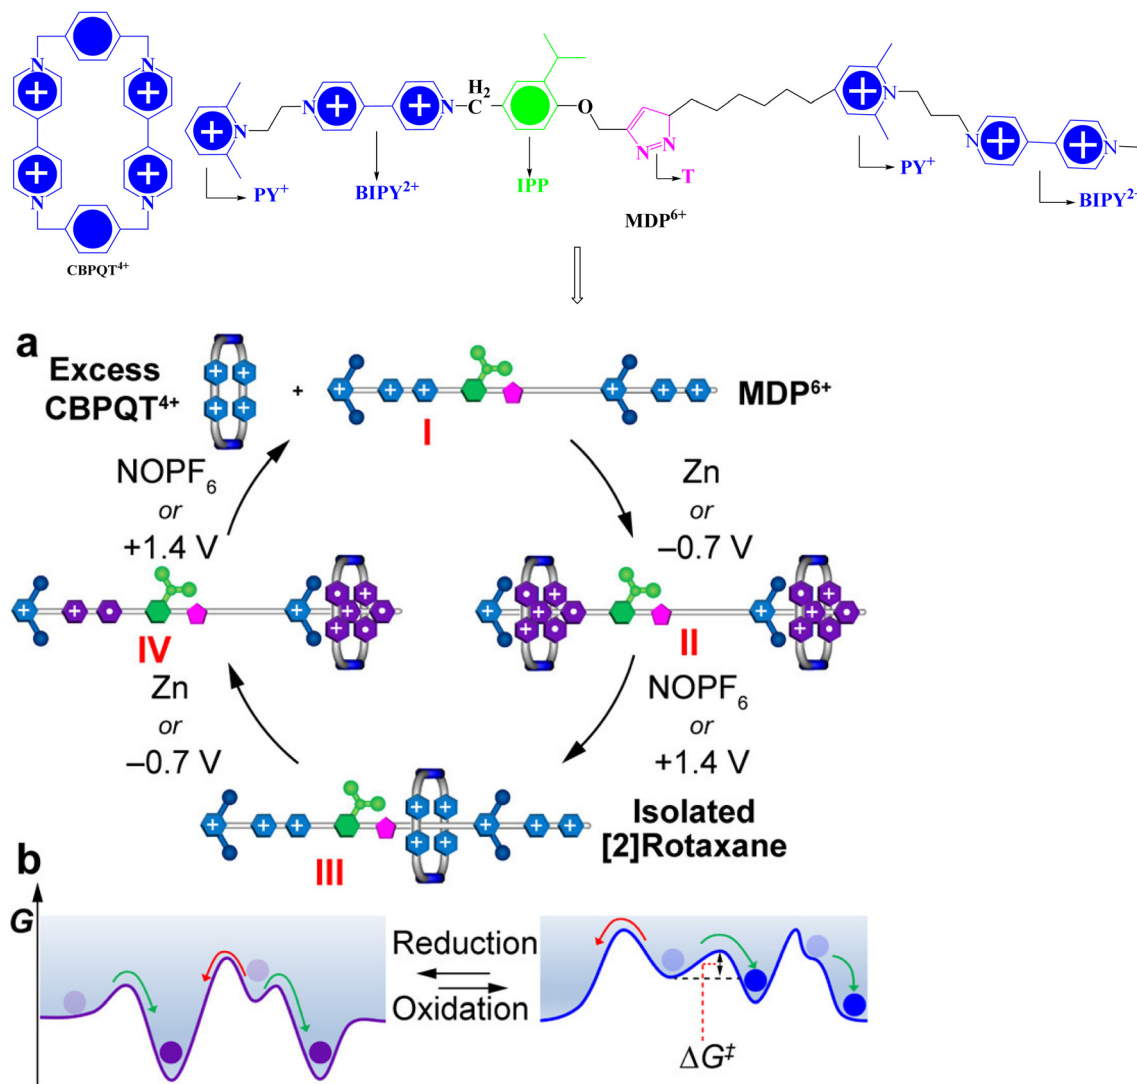 N N
N N
N
N N
H₂
C
O
N=N
N
N N
CBPQT⁴⁺
PY⁺
BIPY²⁺
IPP
T
MDP⁶⁺
PY⁺
BIPY²⁺
a
Excess
CBPQT⁴⁺
+
MDP⁶⁺
I
NOPF₆
or
+1.4 V
Zn
or
–0.7 V
IV
II
Zn
or
–0.7 V
NOPF₆
or
+1.4 V
III
Isolated
[2]Rotaxane
b
G
Reduction
Oxidation
ΔG‡